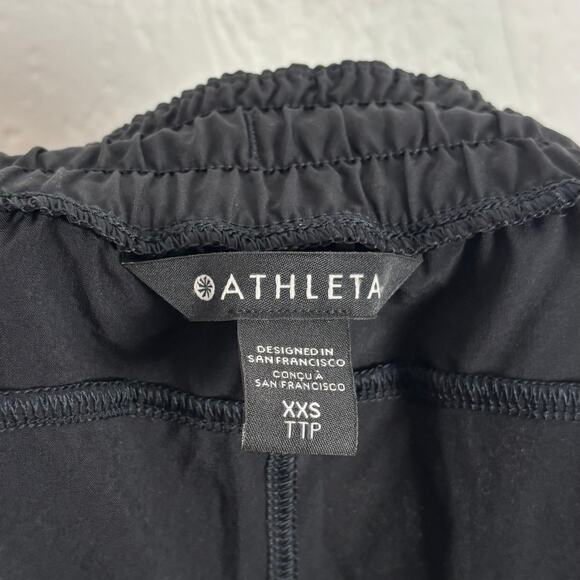 ATHLETA
DESIGNED IN
SAN FRANCISCO
CONÇU À
SAN FRANCISCO
XXS
TTP